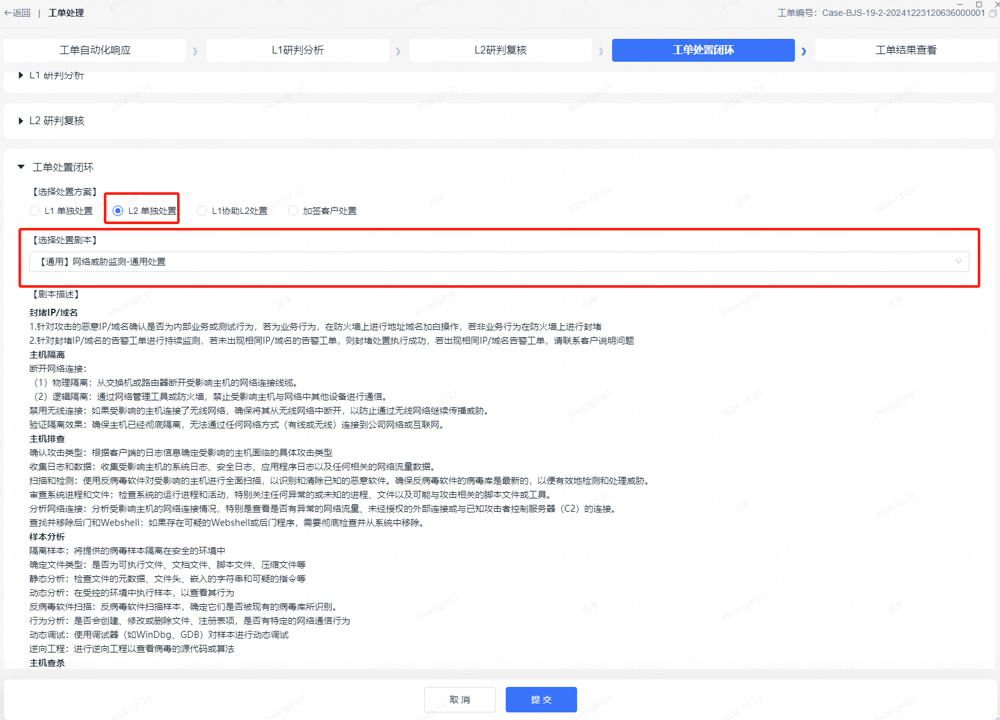 ←返回 | 工单处理
工单编号：Case-BJS-19-2-20241223120636000001
工单自动化响应
L1研判分析
L2研判复核
工单处置闭环
工单结果查看
L1 研判分析
L2 研判复核
工单处置闭环
【选择处置方案】
L1 单独处置
L2 单独处置
L1协助L2处置
加签客户处置
【选择处置剧本】
【通用】网络威胁监测-通用处置
【剧本描述】
封堵IP/域名
1.针对攻击的恶意IP/域名确认是否为内部业务或测试行为，若为业务行为，在防火墙上进行地址域名加白操作，若非业务行为在防火墙上进行封堵
2.针对封堵IP/域名的告警工单进行持续监测，若未出现相同IP/域名的告警工单，则封堵处置执行成功，若出现相同IP/域名告警工单，请联系客户说明问题
主机隔离
断开网络连接：
（1）物理隔离：从交换机或路由器断开受影响主机的网络连接线缆。
（2）逻辑隔离：通过网络管理工具或防火墙，禁止受影响主机与网络中其他设备进行通信。
禁用无线连接：如果受影响的主机连接了无线网络，确保将其从无线网络中断开，以防止通过无线网络继续传播威胁。
验证隔离效果：确保主机已经彻底隔离，无法通过任何网络方式（有线或无线）连接到公司网络或互联网。
主机排查
确认攻击类型：根据客户端的日志信息确定受影响的主机面临的具体攻击类型
收集日志和数据：收集受影响主机的系统日志、安全日志、应用程序日志以及任何相关的网络流量数据。
扫描和检测：使用反病毒软件对受影响的主机进行全面扫描，以识别和清除已知的恶意软件。确保反病毒软件的病毒库是最新的，以便有效地检测和处理威胁。
审查系统进程和文件：检查系统的运行进程和活动，特别关注任何异常的或未知的进程、文件以及可能与攻击相关的脚本文件或工具。
分析网络连接：分析受影响主机的网络连接情况，特别是查看是否有异常的网络流量、未经授权的外部连接或与已知攻击者控制服务器（C2）的连接。
查找并移除后门和Webshell：如果存在可疑的Webshell或后门程序，需要彻底检查并从系统中移除。
样本分析
隔离样本：将提供的病毒样本隔离在安全的环境中
确定文件类型：是否为可执行文件、文档文件、脚本文件、压缩文件等
静态分析：检查文件的元数据、文件头、嵌入的字符串和可疑的指令等
动态分析：在受控的环境中执行样本，以查看其行为
反病毒软件扫描：反病毒软件扫描样本，确定它们是否被现有的病毒库所识别。
行为分析：是否会创建、修改或删除文件、注册表项，是否有特定的网络通信行为
动态调试：使用调试器（如WinDbg、GDB）对样本进行动态调试
逆向工程：进行逆向工程以查看病毒的源代码或算法
主机查杀
取 消
提 交
2024-12-23
zhuangjing1
庄净